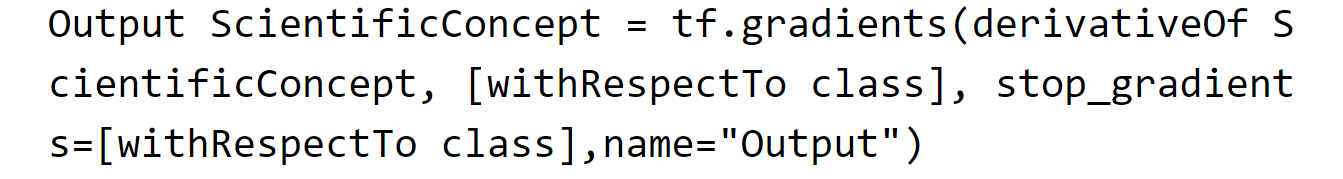 Output ScientificConcept = tf.gradients(derivativeOf S
cientificConcept, [withRespectTo class], stop_gradient
s=[withRespectTo class],name="Output")